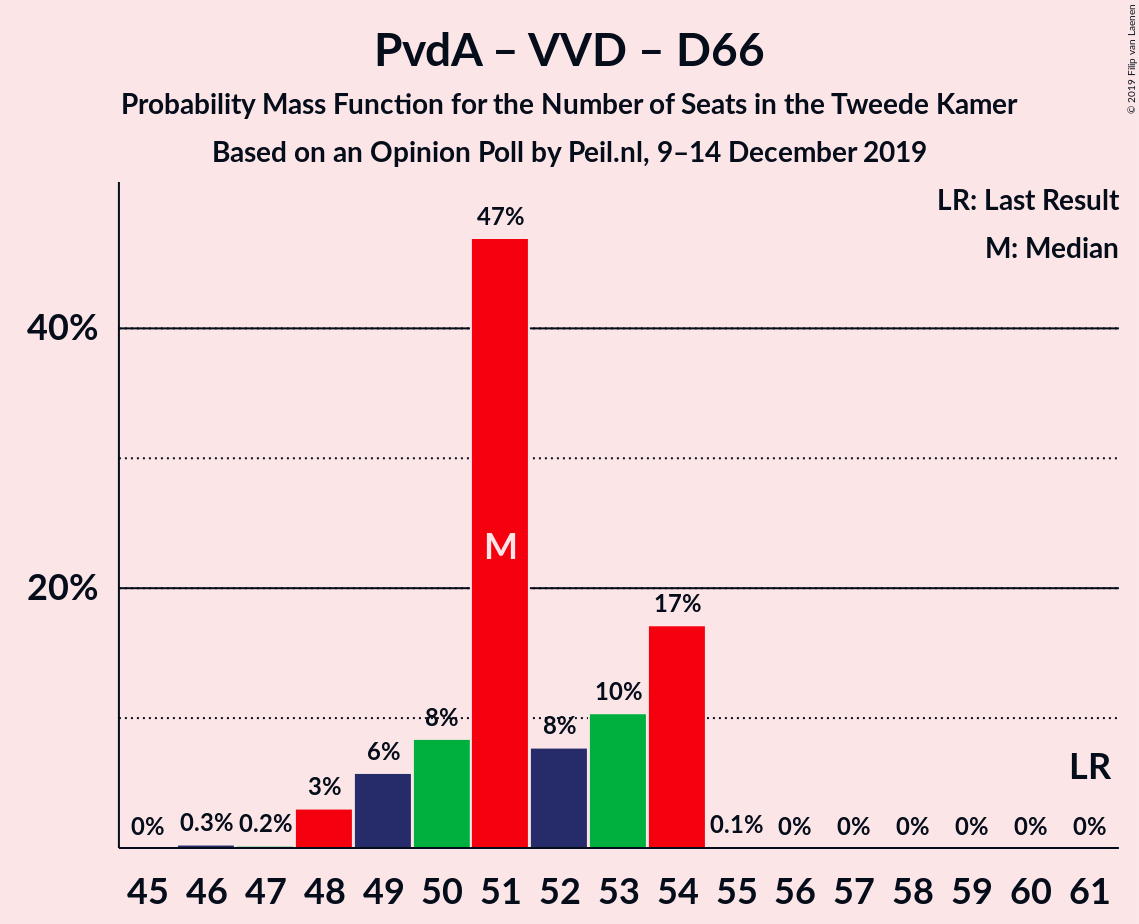 PvdA – VVD – D66
Probability Mass Function for the Number of Seats in the Tweede Kamer
Based on an Opinion Poll by Peil.nl, 9–14 December 2019
© 2019 Filip van Laenen
LR: Last Result
M: Median
47%
40%
M
20%
17%
10%
8%
8%
6%
LR
3%
0%
0.3%
0.2%
0.1%
0%
0%
0%
0%
0%
0%
45 46 47 48 49 50 51 52 53 54 55 56 57 58 59 60 61